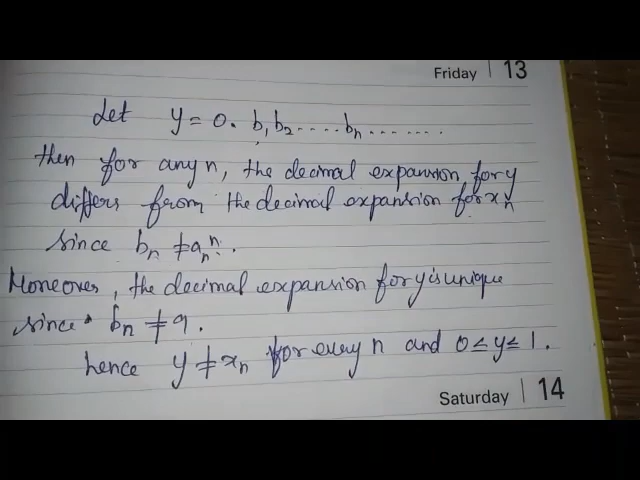 Friday 13
Let y = 0. b₁ b₂ ..... bₙ .......
then for any n, the decimal expansion for y
differs from the decimal expansion for xₙ
since bₙ ≠ aₙⁿ.
Moreover, the decimal expansion for y is unique
since bₙ ≠ 9.
hence y ≠ xₙ for every n and 0 ≤ y ≤ 1.
Saturday 14